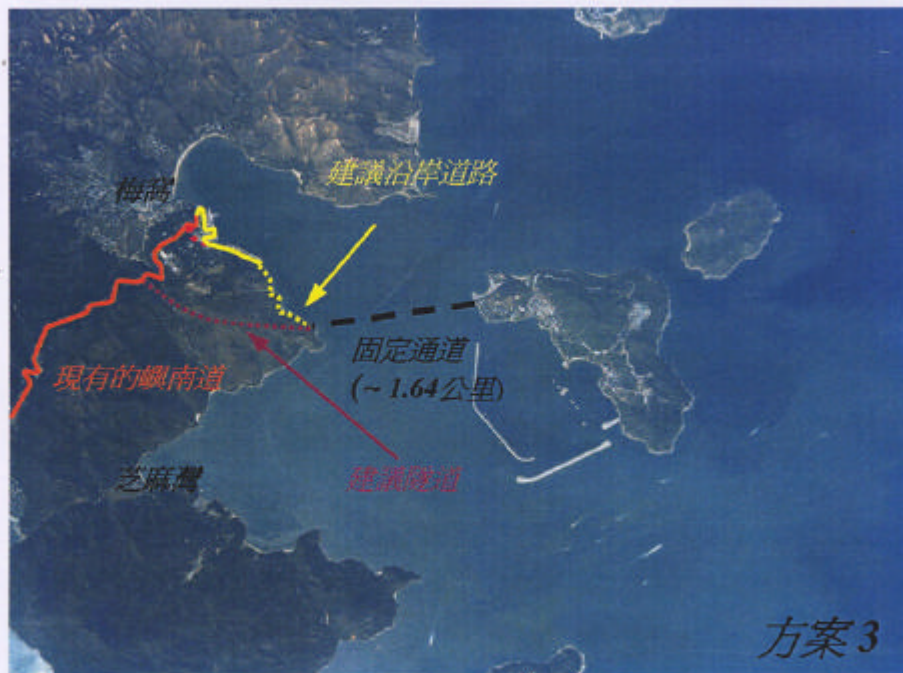 梅窩
建議沿岸道路
固定通道
(~ 1.64公里)
現有的嶼南道
芝麻灣
建議隧道
方案 3